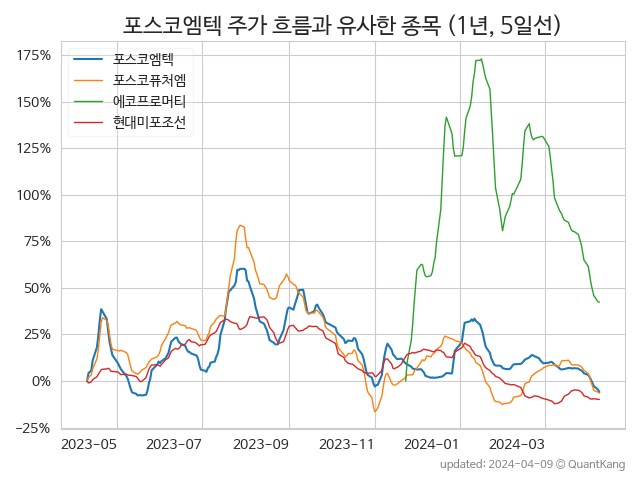 포스코엠텍 주가 흐름과 유사한 종목 (1년, 5일선)
175%
150%
125%
100%
75%
50%
25%
0%
−25%
포스코엠텍
포스코퓨처엠
에코프로머티
현대미포조선
2023-05 2023-07 2023-09 2023-11 2024-01 2024-03
updated: 2024-04-09 © QuantKang